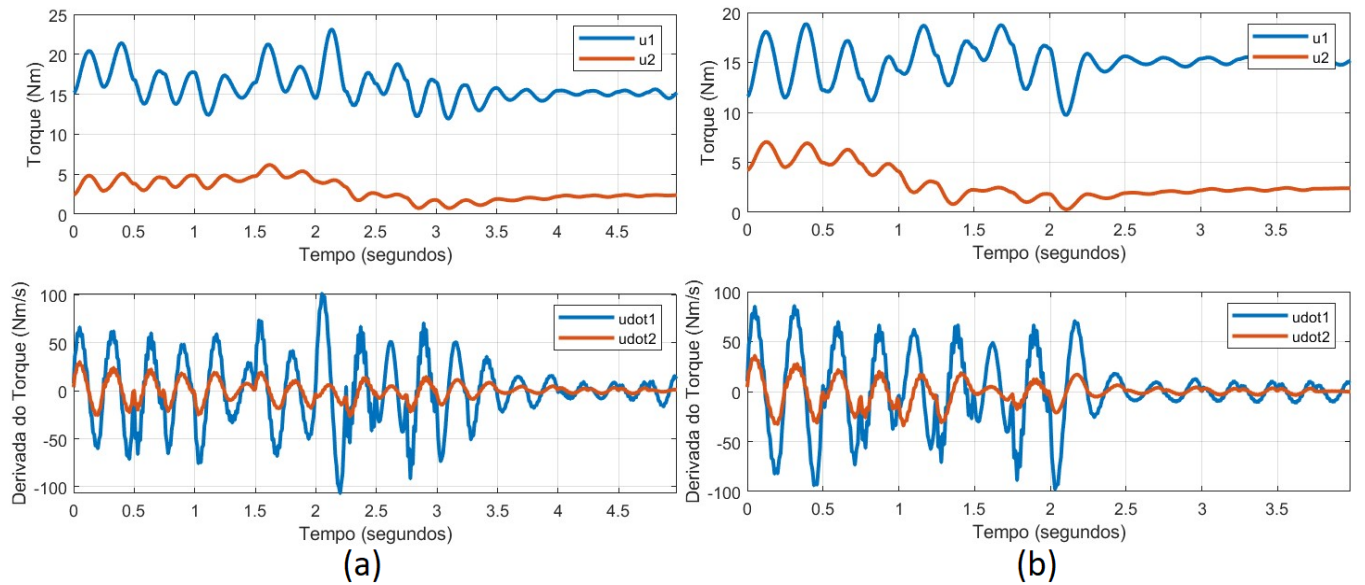 25
20
15
10
5
0
Torque (Nm)
u1
u2
0 0.5 1 1.5 2 2.5 3 3.5 4 4.5
Tempo (segundos)
20
15
10
5
0
Torque (Nm)
u1
u2
0 0.5 1 1.5 2 2.5 3 3.5
Tempo (segundos)
100
50
0
-50
-100
Derivada do Torque (Nm/s)
udot1
udot2
0 0.5 1 1.5 2 2.5 3 3.5 4 4.5
Tempo (segundos)
100
50
0
-50
-100
Derivada do Torque (Nm/s)
udot1
udot2
0 0.5 1 1.5 2 2.5 3 3.5
Tempo (segundos)
(a)
(b)